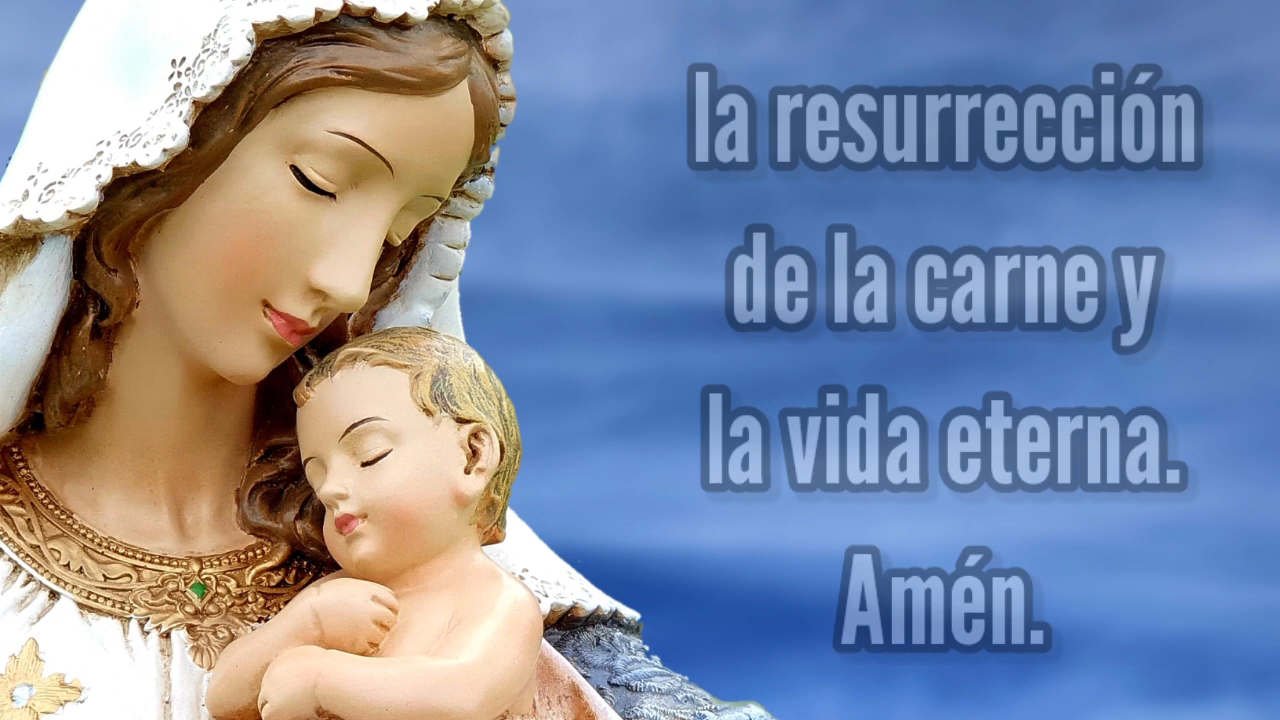 la resurrección
de la carne y
la vida eterna.
Amén.